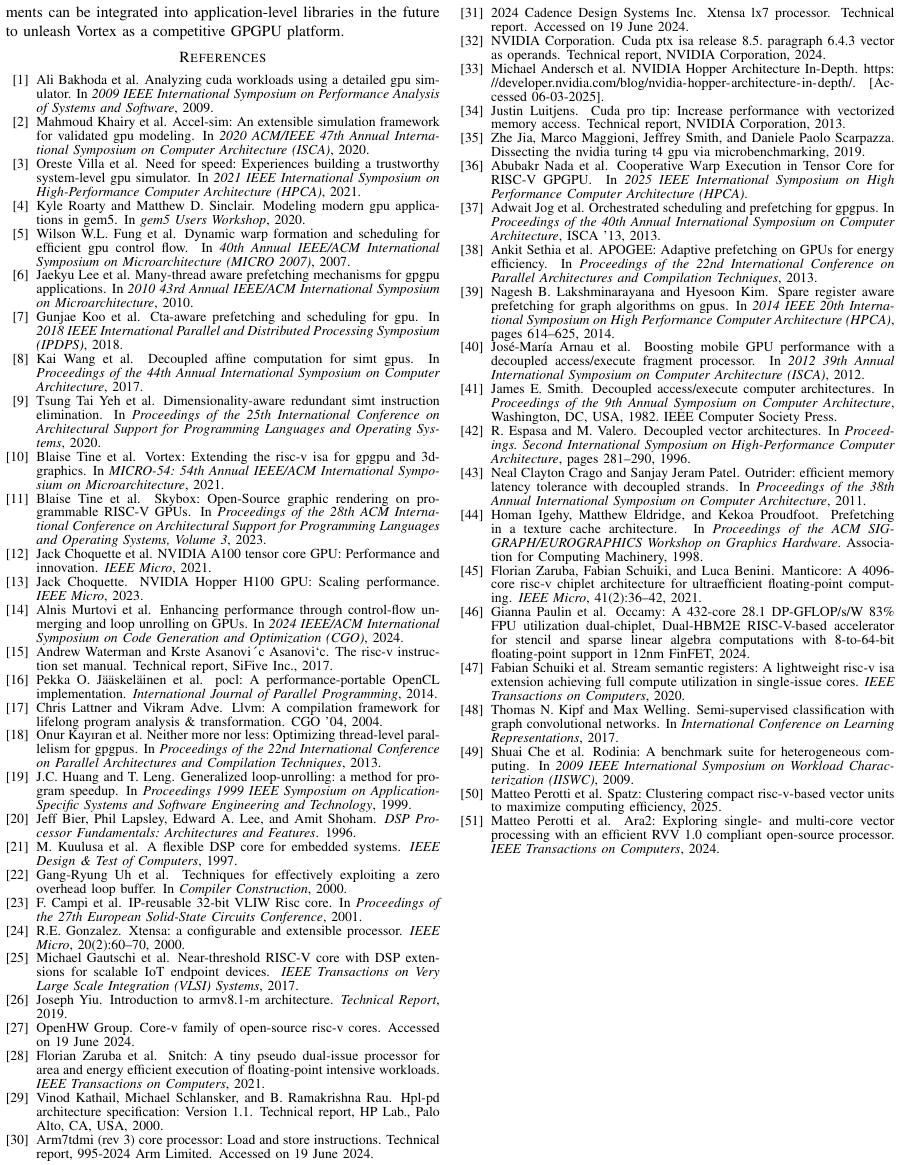 ments can be integrated into application-level libraries in the future
to unleash Vortex as a competitive GPGPU platform.
REFERENCES
[1] Ali Bakhoda et al. Analyzing cuda workloads using a detailed gpu sim-
ulator. In 2009 IEEE International Symposium on Performance Analysis
of Systems and Software, 2009.
[2] Mahmoud Khairy et al. Accel-sim: An extensible simulation framework
for validated gpu modeling. In 2020 ACM/IEEE 47th Annual Interna-
tional Symposium on Computer Architecture (ISCA), 2020.
[3] Oreste Villa et al. Need for speed: Experiences building a trustworthy
system-level gpu simulator. In 2021 IEEE International Symposium on
High-Performance Computer Architecture (HPCA), 2021.
[4] Kyle Roarty and Matthew D. Sinclair. Modeling modern gpu applica-
tions in gem5. In gem5 Users Workshop, 2020.
[5] Wilson W.L. Fung et al. Dynamic warp formation and scheduling for
efficient gpu control flow. In 40th Annual IEEE/ACM International
Symposium on Microarchitecture (MICRO 2007), 2007.
[6] Jaekyu Lee et al. Many-thread aware prefetching mechanisms for gpgpu
applications. In 2010 43rd Annual IEEE/ACM International Symposium
on Microarchitecture, 2010.
[7] Gunjae Koo et al. Cta-aware prefetching and scheduling for gpu. In
2018 IEEE International Parallel and Distributed Processing Symposium
(IPDPS), 2018.
[8] Kai Wang et al. Decoupled affine computation for simt gpus. In
Proceedings of the 44th Annual International Symposium on Computer
Architecture, 2017.
[9] Tsung Tai Yeh et al. Dimensionality-aware redundant simt instruction
elimination. In Proceedings of the 25th International Conference on
Architectural Support for Programming Languages and Operating Sys-
tems, 2020.
[10] Blaise Tine et al. Vortex: Extending the risc-v isa for gpgpu and 3d-
graphics. In MICRO-54: 54th Annual IEEE/ACM International Sympo-
sium on Microarchitecture, 2021.
[11] Blaise Tine et al. Skybox: Open-Source graphic rendering on pro-
grammable RISC-V GPUs. In Proceedings of the 28th ACM Interna-
tional Conference on Architectural Support for Programming Languages
and Operating Systems, Volume 3, 2023.
[12] Jack Choquette et al. NVIDIA A100 tensor core GPU: Performance and
innovation. IEEE Micro, 2021.
[13] Jack Choquette. NVIDIA Hopper H100 GPU: Scaling performance.
IEEE Micro, 2023.
[14] Alnis Murtovi et al. Enhancing performance through control-flow un-
merging and loop unrolling on GPUs. In 2024 IEEE/ACM International
Symposium on Code Generation and Optimization (CGO), 2024.
[15] Andrew Waterman and Krste Asanovi´c Asanovi‘c. The risc-v instruc-
tion set manual. Technical report, SiFive Inc., 2017.
[16] Pekka O. Jääskeläinen et al. pocl: A performance-portable OpenCL
implementation. International Journal of Parallel Programming, 2014.
[17] Chris Lattner and Vikram Adve. Llvm: A compilation framework for
lifelong program analysis & transformation. CGO ’04, 2004.
[18] Onur Kayıran et al. Neither more nor less: Optimizing thread-level paral-
lelism for gpgpus. In Proceedings of the 22nd International Conference
on Parallel Architectures and Compilation Techniques, 2013.
[19] J.C. Huang and T. Leng. Generalized loop-unrolling: a method for pro-
gram speedup. In Proceedings 1999 IEEE Symposium on Application-
Specific Systems and Software Engineering and Technology, 1999.
[20] Jeff Bier, Phil Lapsley, Edward A. Lee, and Amit Shoham. DSP Pro-
cessor Fundamentals: Architectures and Features. 1996.
[21] M. Kuulusa et al. A flexible DSP core for embedded systems. IEEE
Design & Test of Computers, 1997.
[22] Gang-Ryung Uh et al. Techniques for effectively exploiting a zero
overhead loop buffer. In Compiler Construction, 2000.
[23] F. Campi et al. IP-reusable 32-bit VLIW Risc core. In Proceedings of
the 27th European Solid-State Circuits Conference, 2001.
[24] R.E. Gonzalez. Xtensa: a configurable and extensible processor. IEEE
Micro, 20(2):60–70, 2000.
[25] Michael Gautschi et al. Near-threshold RISC-V core with DSP exten-
sions for scalable IoT endpoint devices. IEEE Transactions on Very
Large Scale Integration (VLSI) Systems, 2017.
[26] Joseph Yiu. Introduction to armv8.1-m architecture. Technical Report,
2019.
[27] OpenHW Group. Core-v family of open-source risc-v cores. Accessed
on 19 June 2024.
[28] Florian Zaruba et al. Snitch: A tiny pseudo dual-issue processor for
area and energy efficient execution of floating-point intensive workloads.
IEEE Transactions on Computers, 2021.
[29] Vinod Kathail, Michael Schlansker, and B. Ramakrishna Rau. Hpl-pd
architecture specification: Version 1.1. Technical report, HP Lab., Palo
Alto, CA, USA, 2000.
[30] Arm7tdmi (rev 3) core processor: Load and store instructions. Technical
report, 995-2024 Arm Limited. Accessed on 19 June 2024.
[31] 2024 Cadence Design Systems Inc. Xtensa lx7 processor. Technical
report. Accessed on 19 June 2024.
[32] NVIDIA Corporation. Cuda ptx isa release 8.5. paragraph 6.4.3 vector
as operands. Technical report, NVIDIA Corporation, 2024.
[33] Michael Andersch et al. NVIDIA Hopper Architecture In-Depth. https:
//developer.nvidia.com/blog/nvidia-hopper-architecture-in-depth/. [Ac-
cessed 06-03-2025].
[34] Justin Luitjens. Cuda pro tip: Increase performance with vectorized
memory access. Technical report, NVIDIA Corporation, 2013.
[35] Zhe Jia, Marco Maggioni, Jeffrey Smith, and Daniele Paolo Scarpazza.
Dissecting the nvidia turing t4 gpu via microbenchmarking, 2019.
[36] Abubakr Nada et al. Cooperative Warp Execution in Tensor Core for
RISC-V GPGPU. In 2025 IEEE International Symposium on High
Performance Computer Architecture (HPCA).
[37] Adwait Jog et al. Orchestrated scheduling and prefetching for gpgpus. In
Proceedings of the 40th Annual International Symposium on Computer
Architecture, ISCA ’13, 2013.
[38] Ankit Sethia et al. APOGEE: Adaptive prefetching on GPUs for energy
efficiency. In Proceedings of the 22nd International Conference on
Parallel Architectures and Compilation Techniques, 2013.
[39] Nagesh B. Lakshminarayana and Hyesoon Kim. Spare register aware
prefetching for graph algorithms on gpus. In 2014 IEEE 20th Interna-
tional Symposium on High Performance Computer Architecture (HPCA),
pages 614–625, 2014.
[40] José-María Arnau et al. Boosting mobile GPU performance with a
decoupled access/execute fragment processor. In 2012 39th Annual
International Symposium on Computer Architecture (ISCA), 2012.
[41] James E. Smith. Decoupled access/execute computer architectures. In
Proceedings of the 9th Annual Symposium on Computer Architecture,
Washington, DC, USA, 1982. IEEE Computer Society Press.
[42] R. Espasa and M. Valero. Decoupled vector architectures. In Proceed-
ings. Second International Symposium on High-Performance Computer
Architecture, pages 281–290, 1996.
[43] Neal Clayton Crago and Sanjay Jeram Patel. Outrider: efficient memory
latency tolerance with decoupled strands. In Proceedings of the 38th
Annual International Symposium on Computer Architecture, 2011.
[44] Homan Igehy, Matthew Eldridge, and Kekoa Proudfoot. Prefetching
in a texture cache architecture. In Proceedings of the ACM SIG-
GRAPH/EUROGRAPHICS Workshop on Graphics Hardware. Associa-
tion for Computing Machinery, 1998.
[45] Florian Zaruba, Fabian Schuiki, and Luca Benini. Manticore: A 4096-
core risc-v chiplet architecture for ultraefficient floating-point comput-
ing. IEEE Micro, 41(2):36–42, 2021.
[46] Gianna Paulin et al. Occamy: A 432-core 28.1 DP-GFLOP/s/W 83%
FPU utilization dual-chiplet, Dual-HBM2E RISC-V-based accelerator
for stencil and sparse linear algebra computations with 8-to-64-bit
floating-point support in 12nm FinFET, 2024.
[47] Fabian Schuiki et al. Stream semantic registers: A lightweight risc-v isa
extension achieving full compute utilization in single-issue cores. IEEE
Transactions on Computers, 2020.
[48] Thomas N. Kipf and Max Welling. Semi-supervised classification with
graph convolutional networks. In International Conference on Learning
Representations, 2017.
[49] Shuai Che et al. Rodinia: A benchmark suite for heterogeneous com-
puting. In 2009 IEEE International Symposium on Workload Charac-
terization (IISWC), 2009.
[50] Matteo Perotti et al. Spatz: Clustering compact risc-v-based vector units
to maximize computing efficiency, 2025.
[51] Matteo Perotti et al. Ara2: Exploring single- and multi-core vector
processing with an efficient RVV 1.0 compliant open-source processor.
IEEE Transactions on Computers, 2024.